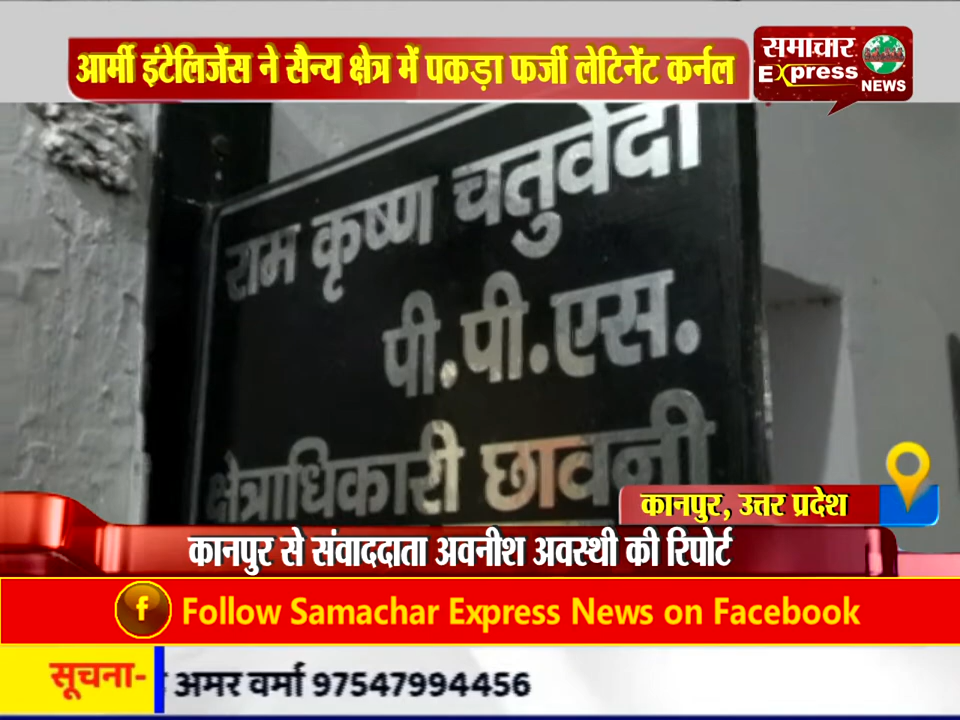 आर्मी इंटेलिजेंस ने सैन्य क्षेत्र में पकड़ा फर्जी लेटिनेंट कर्नल
समाचार
Express
NEWS
राम कृष्ण चतुर्वेदी
पी.पी.एस.
क्षेत्राधिकारी छावनी
कानपुर, उत्तर प्रदेश
कानपुर से संवाददाता अवनीश अवस्थी की रिपोर्ट
f Follow Samachar Express News on Facebook
सूचना- अमर वर्मा 97547994456